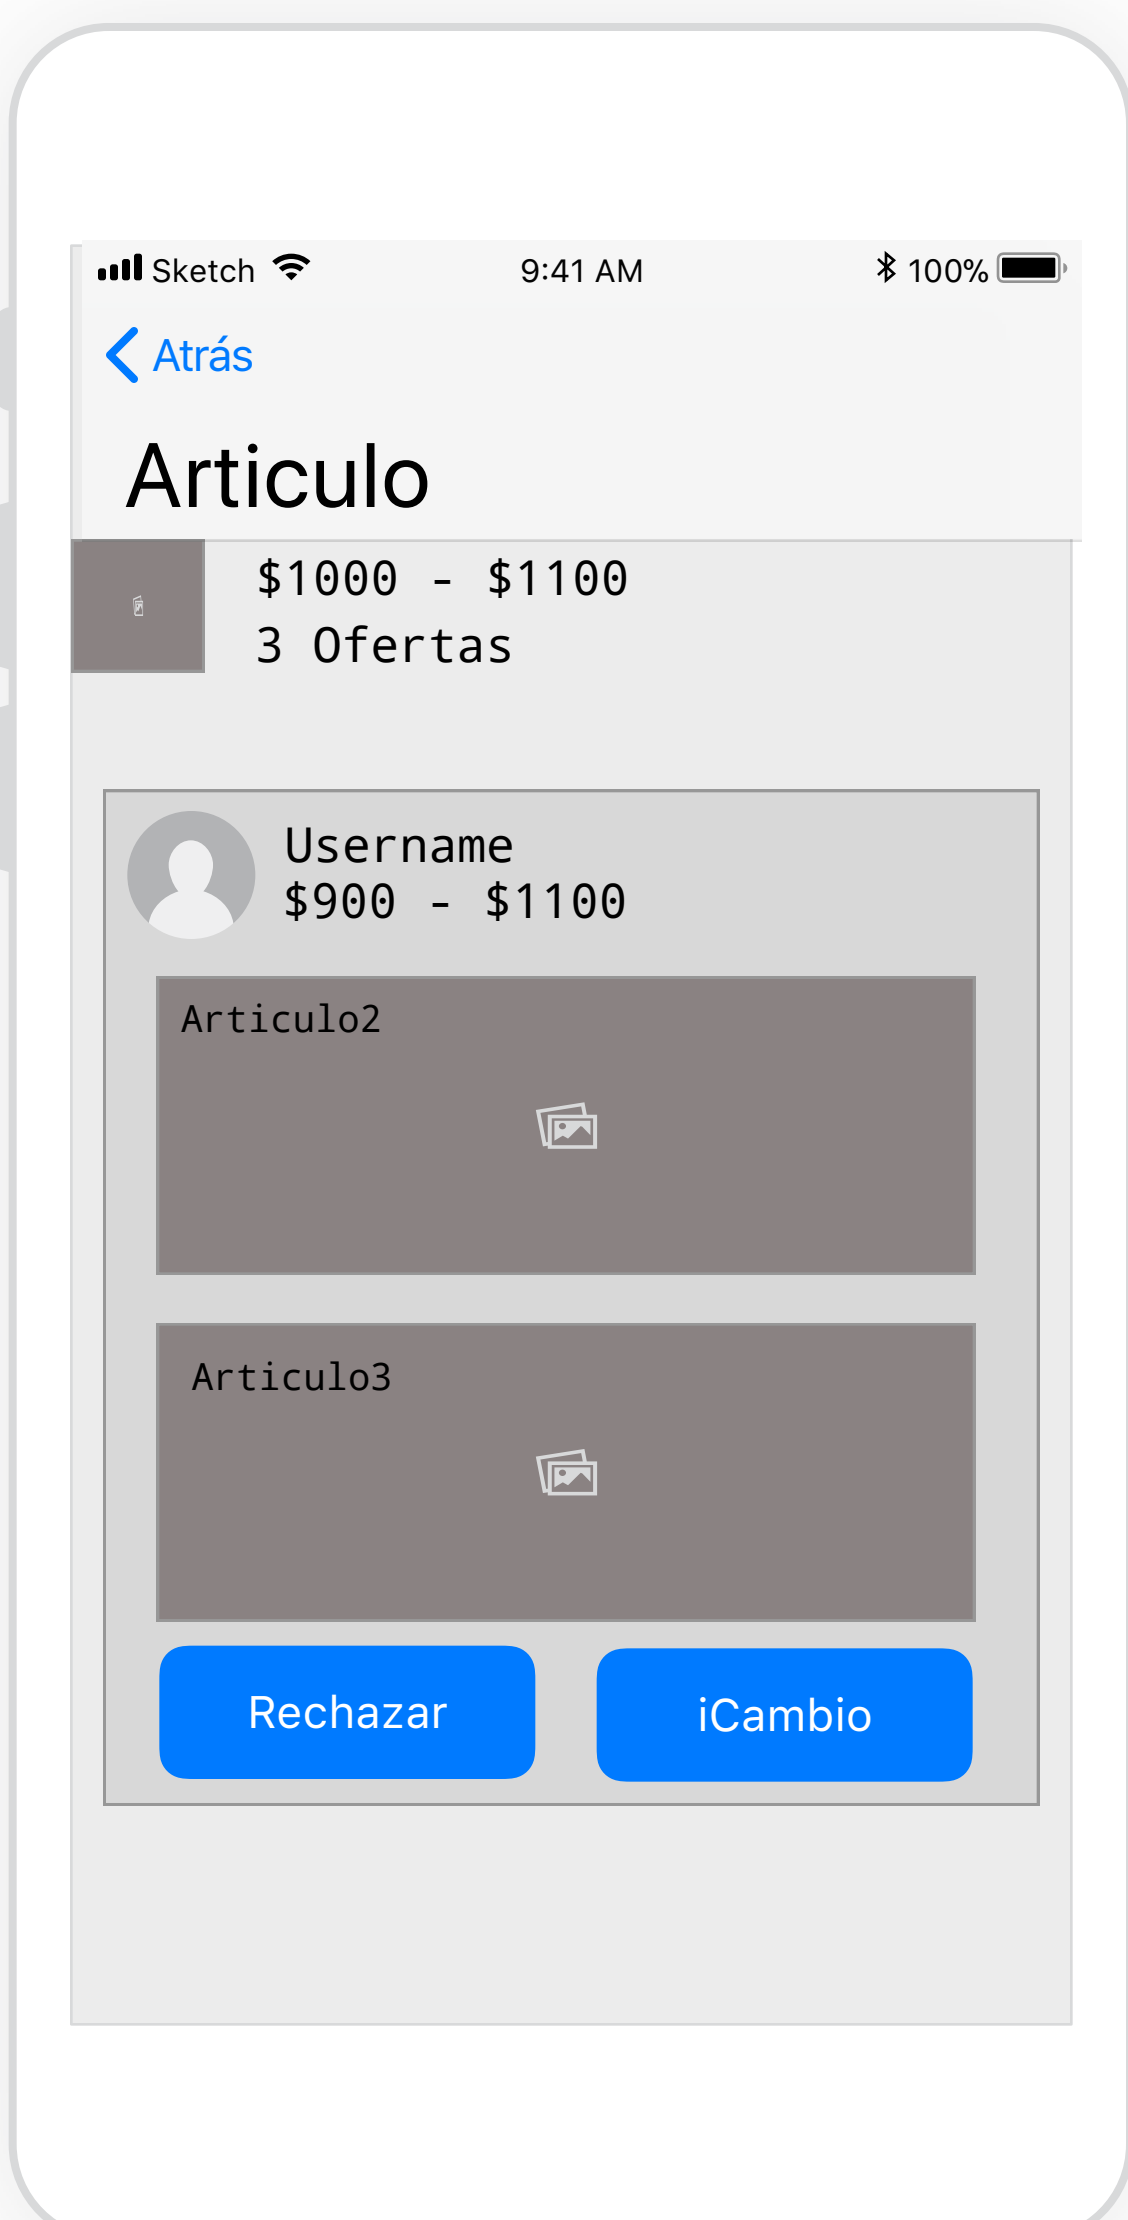 Sketch 9:41 AM 100%
Atrás
Articulo
$1000 - $1100
3 Ofertas
Username
$900 - $1100
Articulo2
Articulo3
Rechazar iCambio